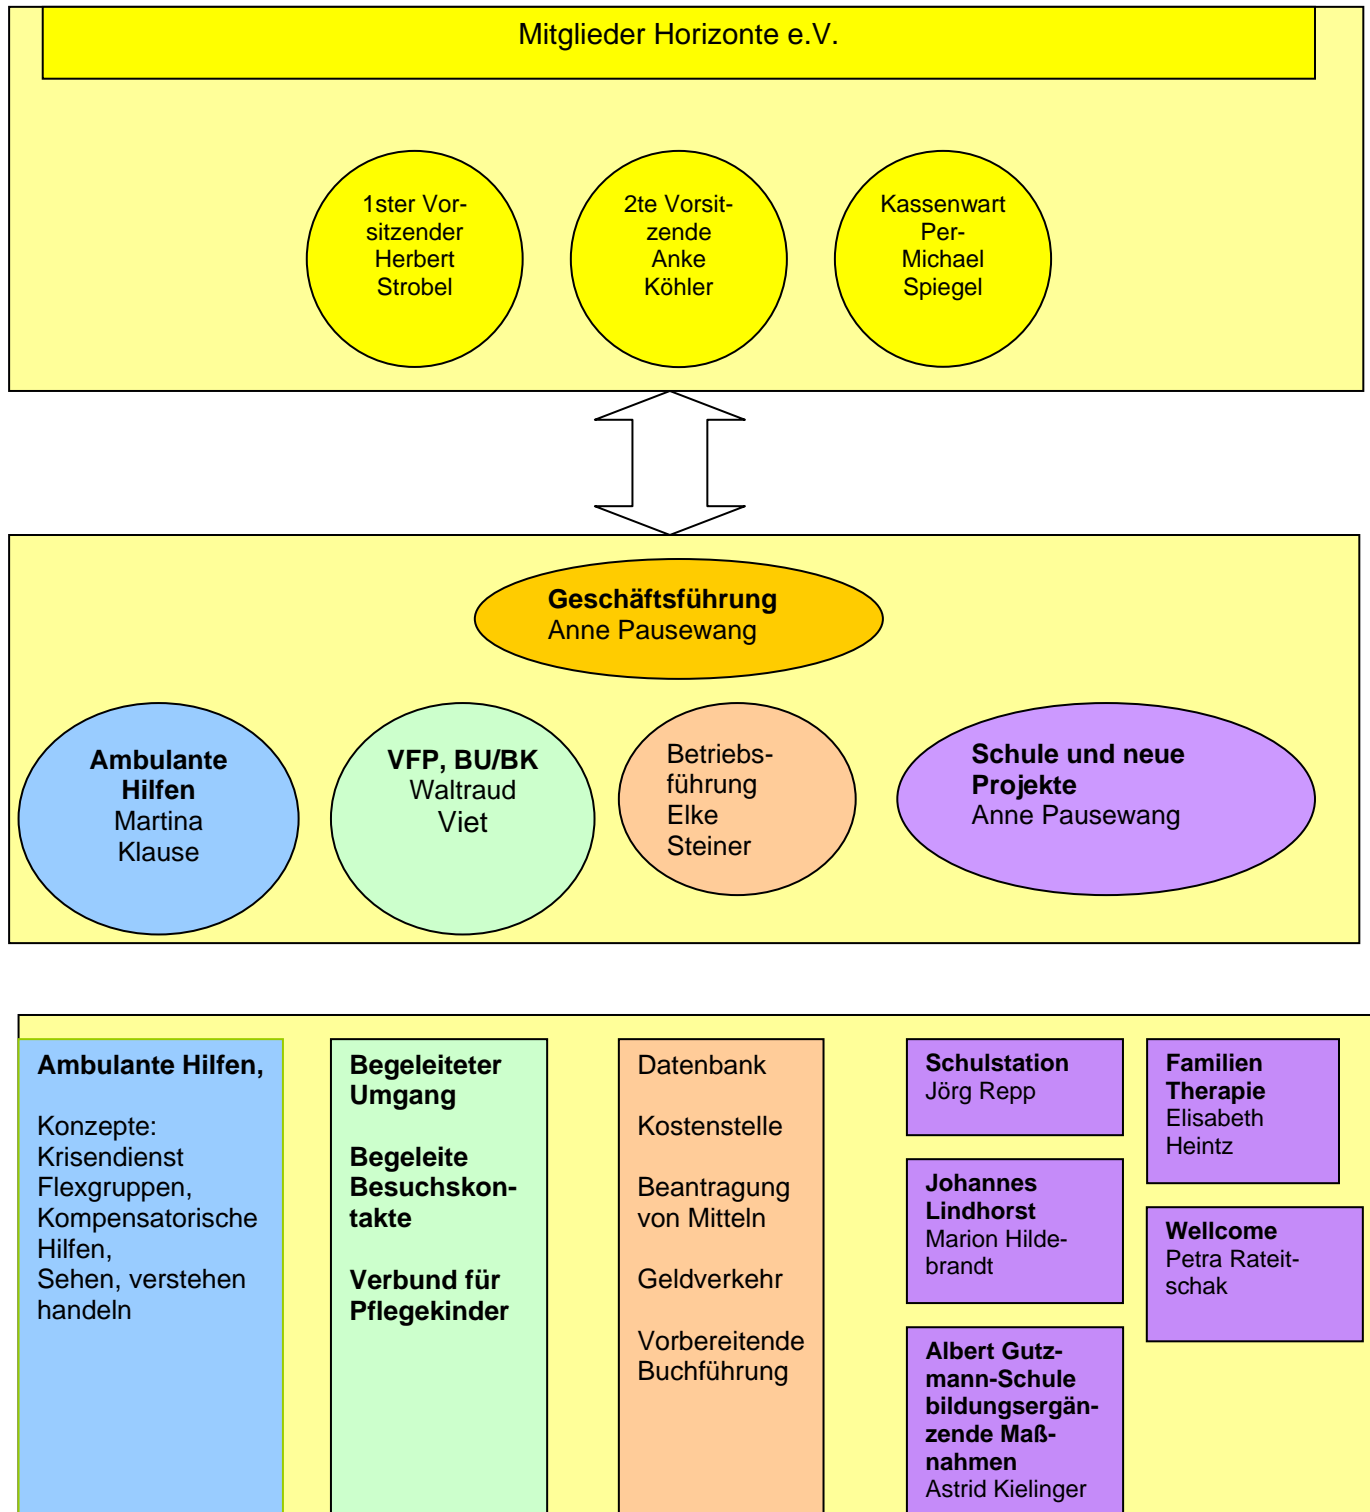 Mitglieder Horizonte e.V.
1ster Vor-
sitzender
Herbert
Strobel
2te Vorsit-
zende
Anke
Köhler
Kassenwart
Per-
Michael
Spiegel
Geschäftsführung
Anne Pausewang
Ambulante
Hilfen
Martina
Klause
VFP, BU/BK
Waltraud
Viet
Betriebs-
führung
Elke
Steiner
Schule und neue
Projekte
Anne Pausewang
Ambulante Hilfen,
Konzepte:
Krisendienst
Flexgruppen,
Kompensatorische
Hilfen,
Sehen, verstehen
handeln
Begeleiteter
Umgang
Begeleite
Besuchskon-
takte
Verbund für
Pflegekinder
Datenbank
Kostenstelle
Beantragung
von Mitteln
Geldverkehr
Vorbereitende
Buchführung
Schulstation
Jörg Repp
Johannes
Lindhorst
Marion Hilde-
brandt
Albert Gutz-
mann-Schule
bildungsergän-
zende Maß-
nahmen
Astrid Kielinger
Familien
Therapie
Elisabeth
Heintz
Wellcome
Petra Rateit-
schak